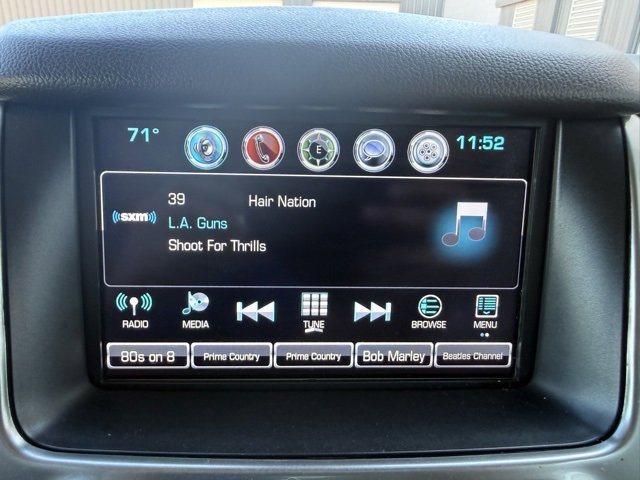 71° E 11:52
39 Hair Nation
((sxm))
L.A. Guns
Shoot For Thrills
RADIO MEDIA TUNE BROWSE MENU
80s on 8 Prime Country Prime Country Bob Marley Beatles Channel